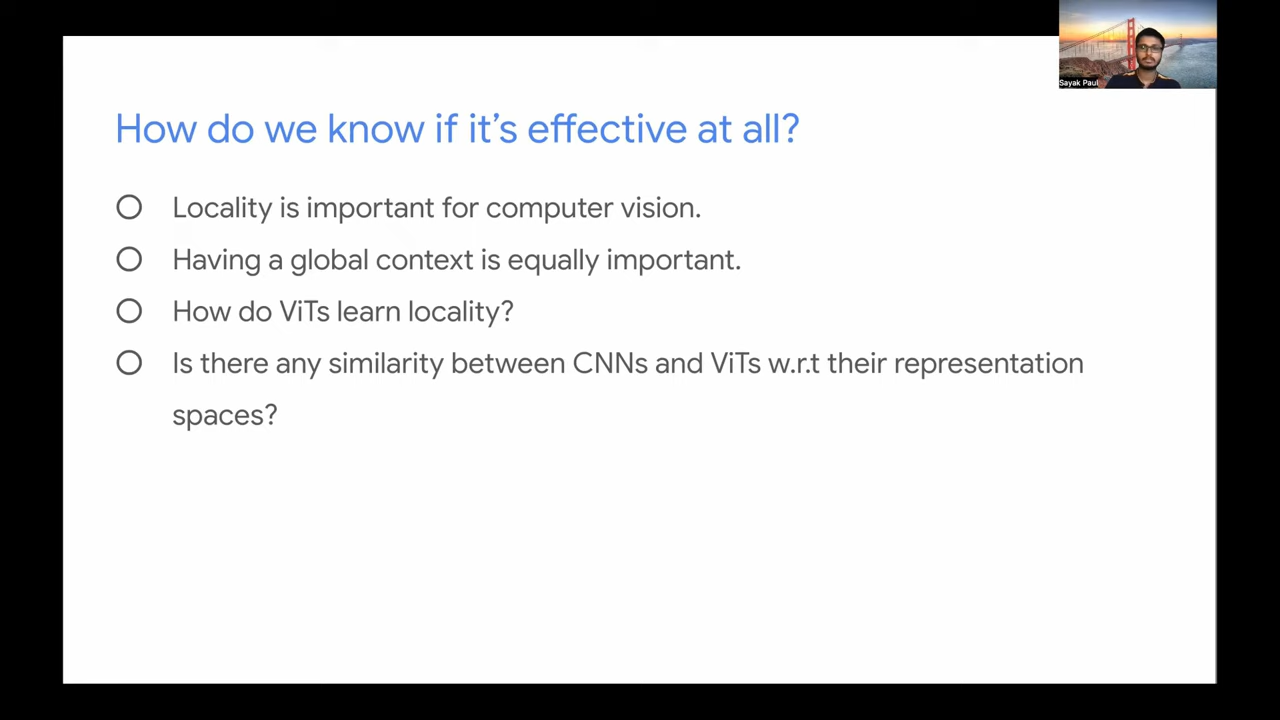 Sayak Paul
How do we know if it's effective at all?
Locality is important for computer vision.
Having a global context is equally important.
How do ViTs learn locality?
Is there any similarity between CNNs and ViTs w.r.t their representation
spaces?